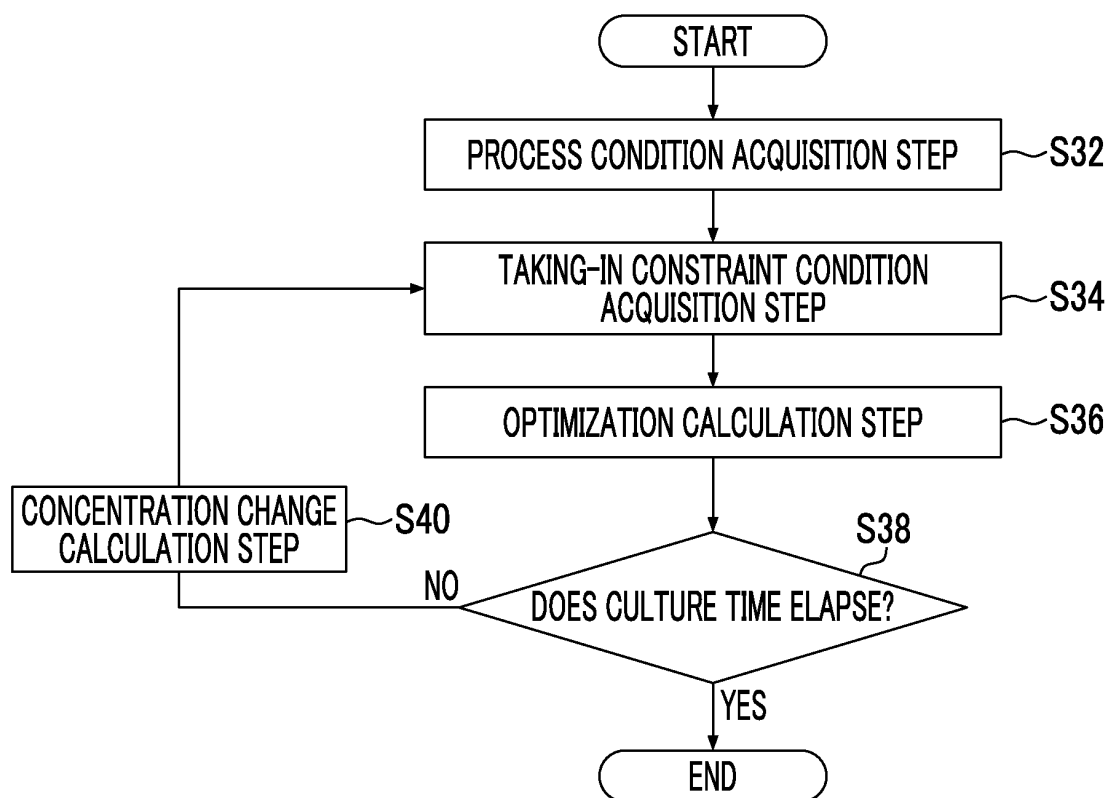 START
PROCESS CONDITION ACQUISITION STEP
S32
TAKING-IN CONSTRAINT CONDITION
ACQUISITION STEP
S34
OPTIMIZATION CALCULATION STEP
S36
CONCENTRATION CHANGE
CALCULATION STEP
S40
S38
NO
DOES CULTURE TIME ELAPSE?
YES
END